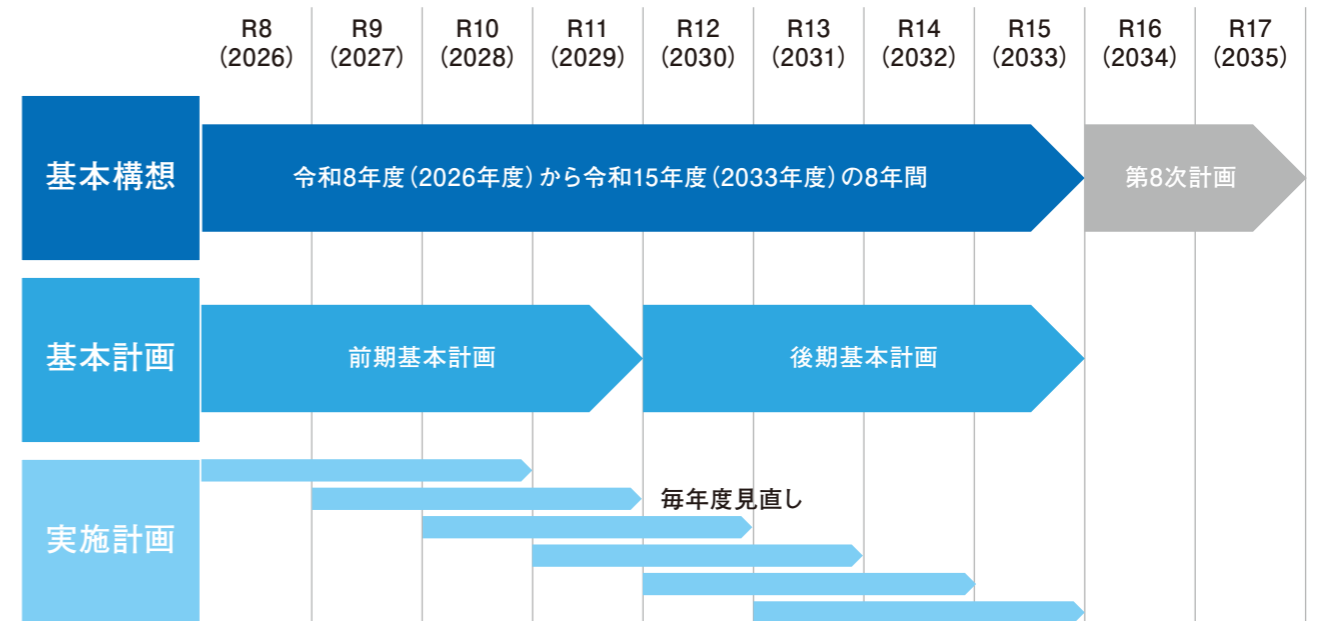 R8 R9 R10 R11 R12 R13 R14 R15 R16 R17
(2026) (2027) (2028) (2029) (2030) (2031) (2032) (2033) (2034) (2035)
基本構想
令和8年度(2026年度)から令和15年度(2033年度)の8年間
第8次計画
基本計画
前期基本計画
後期基本計画
実施計画
毎年度見直し